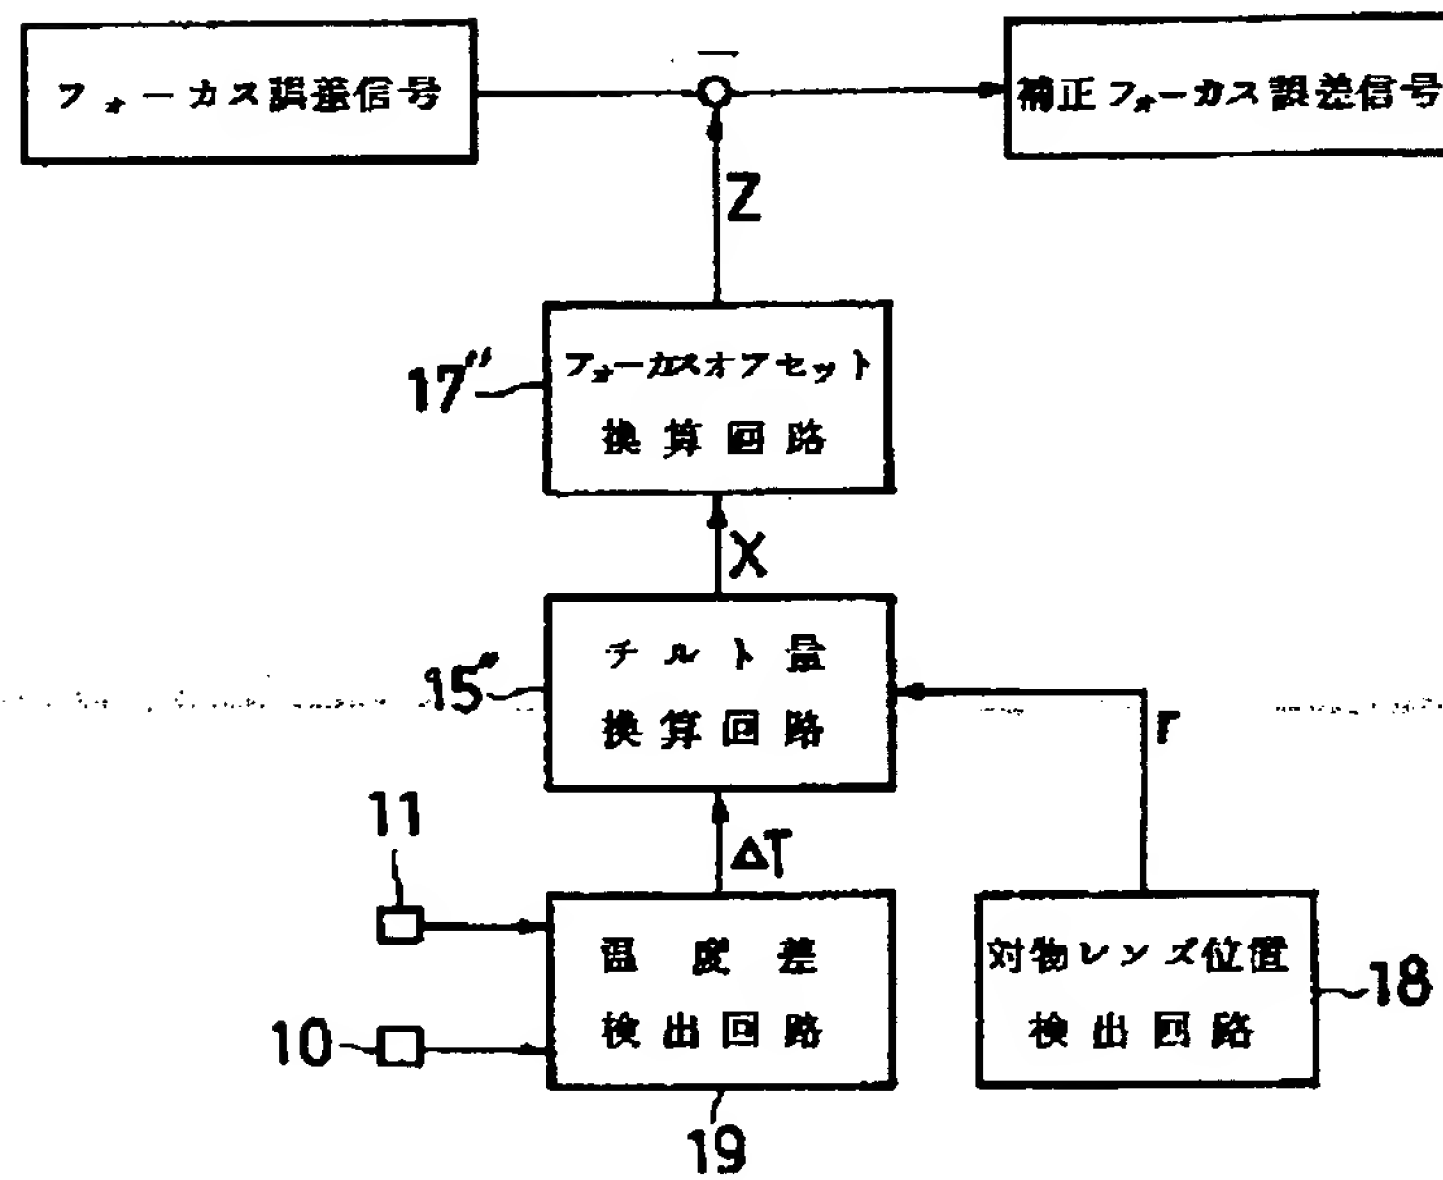 フォーカス誤差信号
−
補正フォーカス誤差信号
Z
17″
フォーカスオフセット
換算回路
X
15″
チルト量
換算回路
r
11
ΔT
10
温度差
検出回路
対物レンズ位置
検出回路
18
19